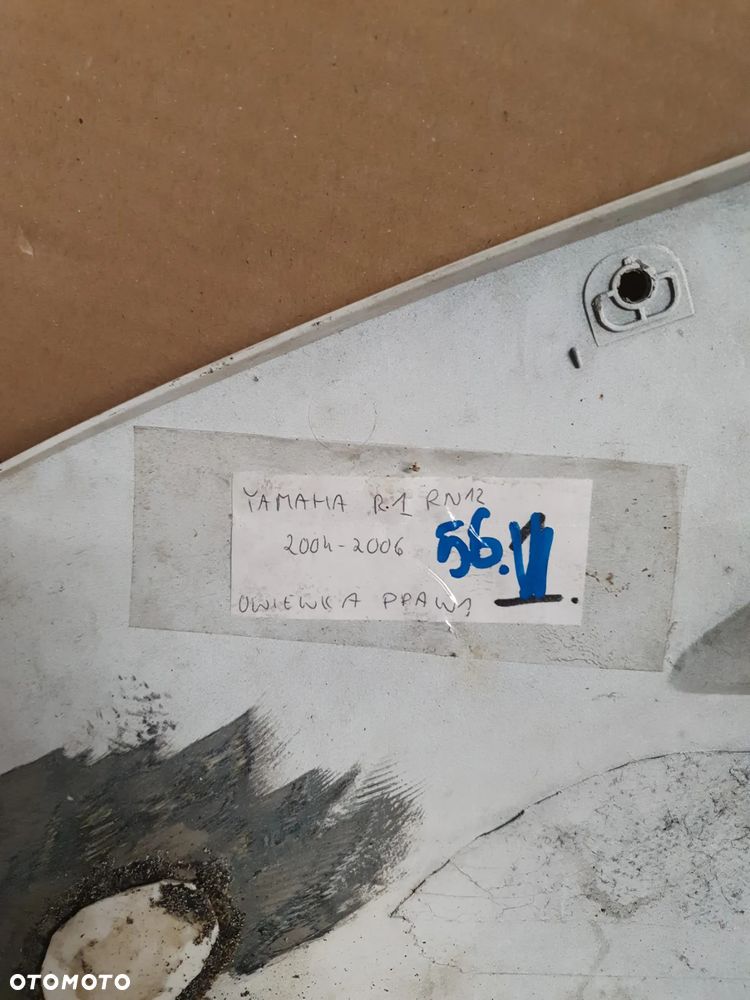 YAMAHA R1 RN12
2004-2006 56.
OWIEWKA PRAWA
OTOMOTO